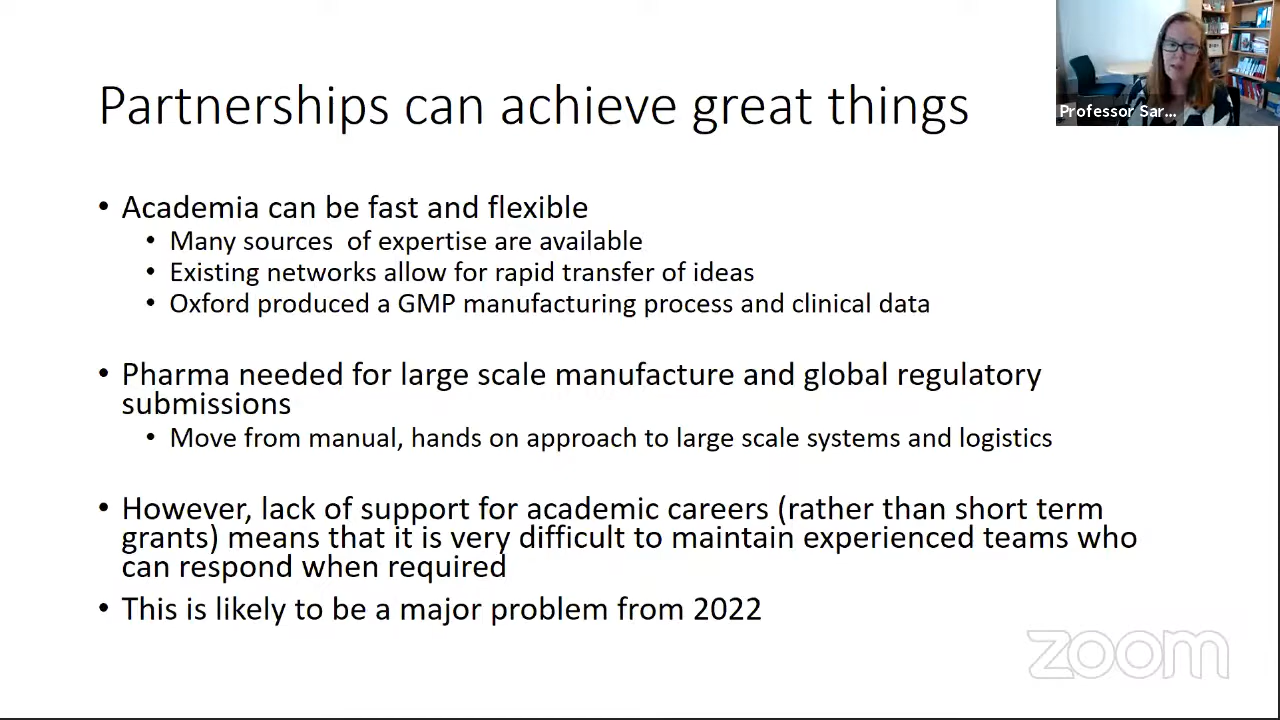 Partnerships can achieve great things
Professor Sar...
• Academia can be fast and flexible
• Many sources of expertise are available
• Existing networks allow for rapid transfer of ideas
• Oxford produced a GMP manufacturing process and clinical data
• Pharma needed for large scale manufacture and global regulatory
submissions
• Move from manual, hands on approach to large scale systems and logistics
• However, lack of support for academic careers (rather than short term
grants) means that it is very difficult to maintain experienced teams who
can respond when required
• This is likely to be a major problem from 2022
zoom